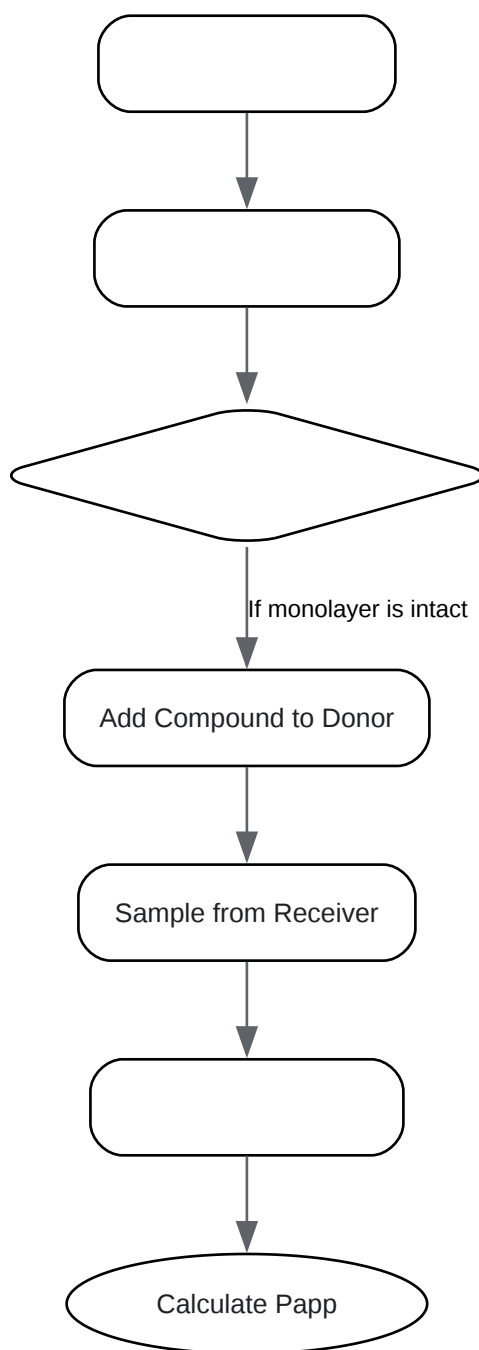 If monolayer is intact
Add Compound to Donor
Sample from Receiver
Calculate Papp